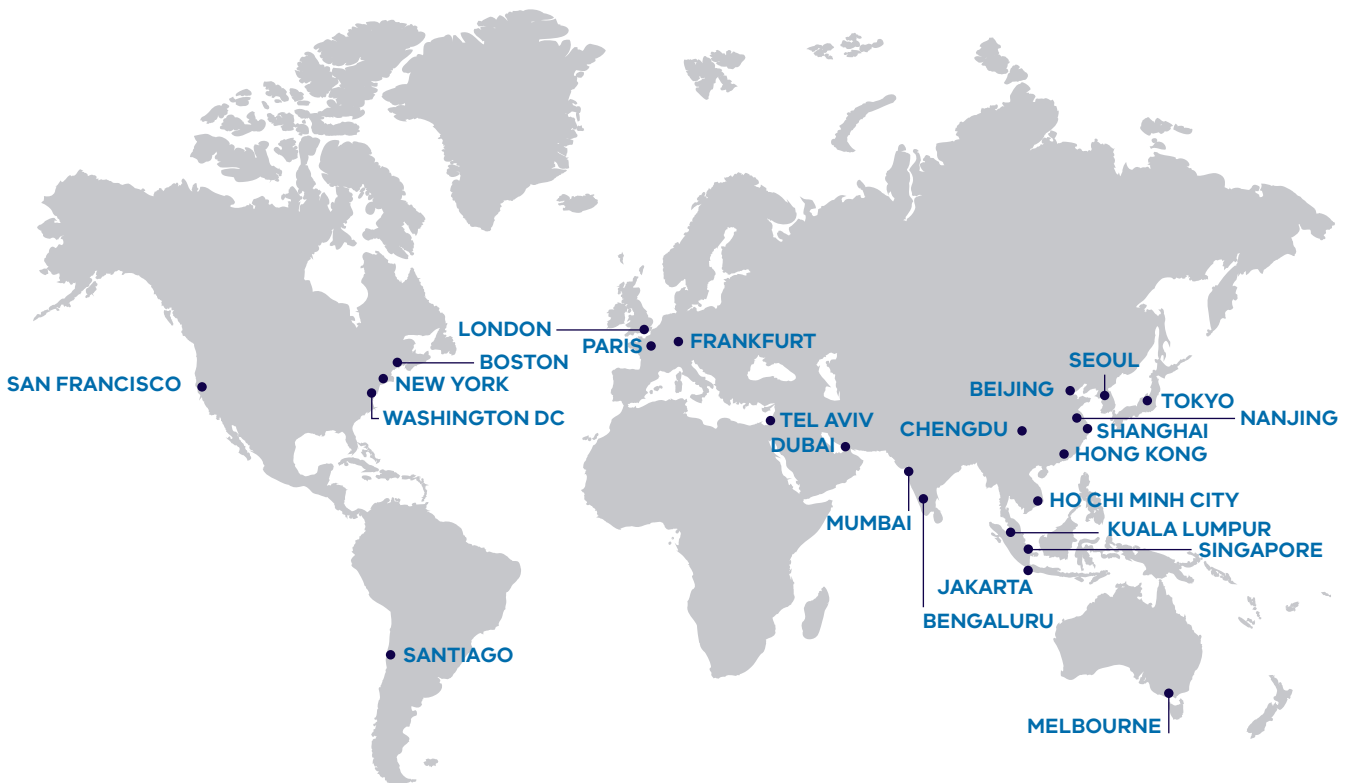 LONDON
PARIS
FRANKFURT
BOSTON
SAN FRANCISCO
NEW YORK
WASHINGTON DC
SEOUL
BEIJING
TOKYO
TEL AVIV
NANJING
CHENGDU
SHANGHAI
DUBAI
HONG KONG
HO CHI MINH CITY
MUMBAI
KUALA LUMPUR
SINGAPORE
JAKARTA
BENGALURU
SANTIAGO
MELBOURNE